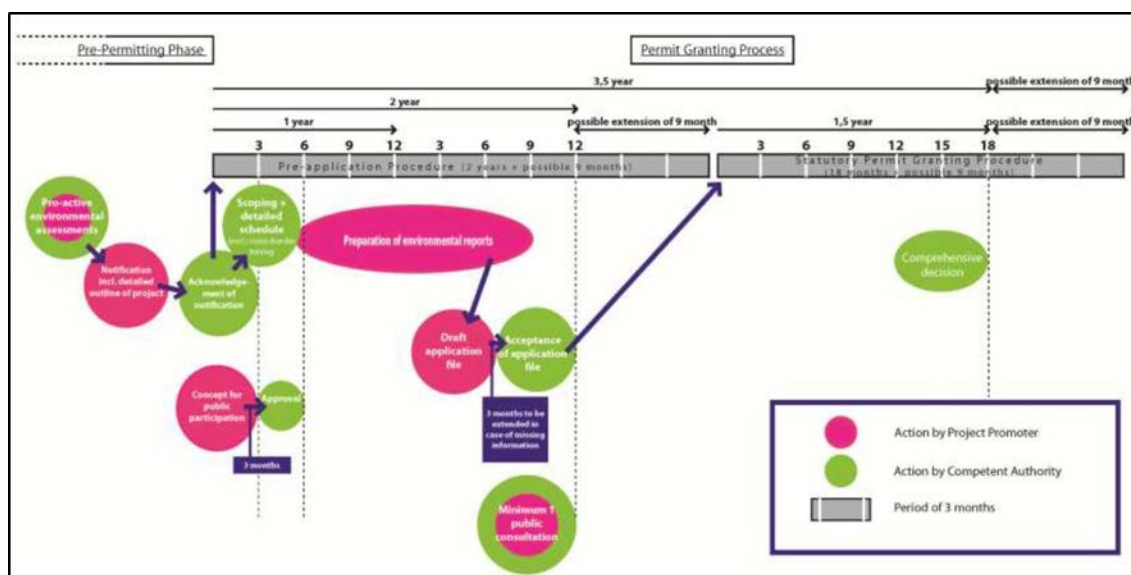 Pre-Permitting Phase
Permit Granting Process
3,5 year
possible extension of 9 month
2 year
1 year
possible extension of 9 month
1,5 year
possible extension of 9 month
3 6 9 12 3 6 9 12
3 6 9 12 15 18
Pre-application Procedure (2 years + possible 9 months)
Statutory Permit Granting Procedure
(18 months + possible 9 months)
Pro-active
environmental
assessments
Notification
incl. detailed
outline of project
Acknowledge-
ment of
notification
Scoping +
detailed
schedule
Preparation of environmental reports
Comprehensive
decision
Draft
application
file
Acceptance
of application
file
Concept for
public
participation
Approval
3 months
3 months to be
extended in
case of missing
information
Minimum 1
public
consultation
Action by Project Promoter
Action by Competent Authority
Period of 3 months